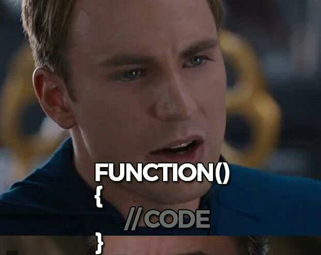 FUNCTION()
{
//CODE
}